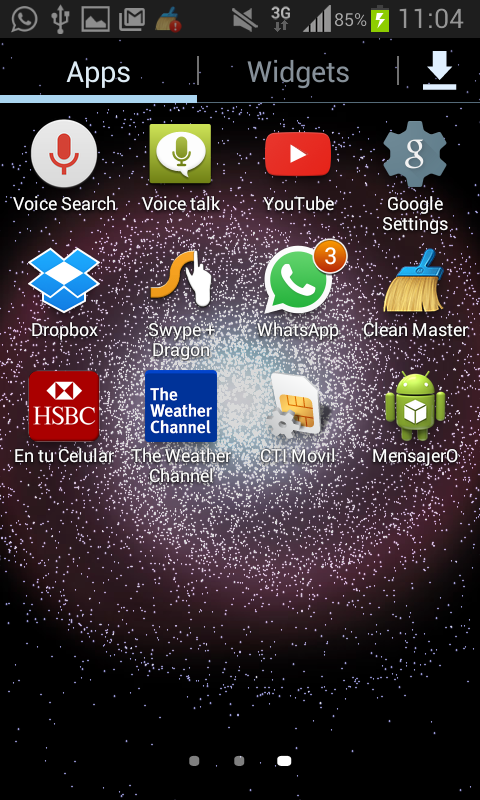 3G 85% 11:04
Apps Widgets
Voice Search Voice talk YouTube Google
Settings
g
3
Dropbox Swype + WhatsApp Clean Master
Dragon
HSBC
The
Weather
Channel
En tu Celular The Weather CTI Movil MensajerO
Channel